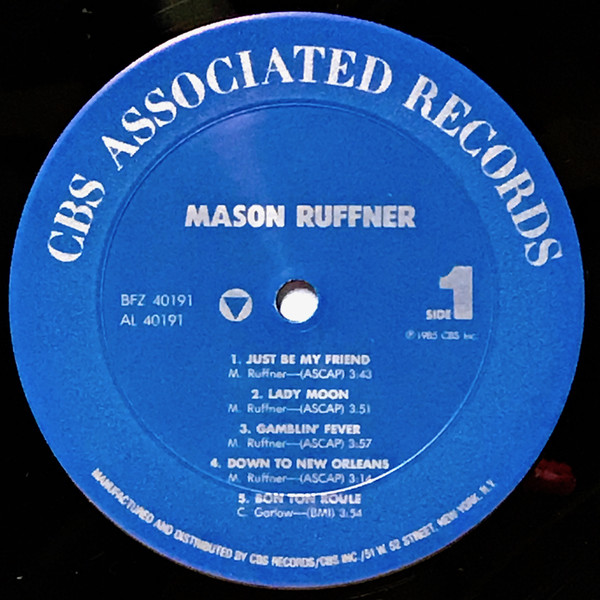 CBS ASSOCIATED RECORDS
MASON RUFFNER
BFZ 40191
AL 40191
SIDE 1
℗ 1985 CBS Inc.
1. JUST BE MY FRIEND
M. Ruffner—(ASCAP) 3:43
2. LADY MOON
M. Ruffner—(ASCAP) 3:51
3. GAMBLIN' FEVER
M. Ruffner—(ASCAP) 3:57
4. DOWN TO NEW ORLEANS
M. Ruffner—(ASCAP) 3:14
5. BON TON ROULE
C. Garlow—(BMI) 3:54
MANUFACTURED AND DISTRIBUTED BY CBS RECORDS/CBS INC./51 W. 52 STREET, NEW YORK, N.Y.